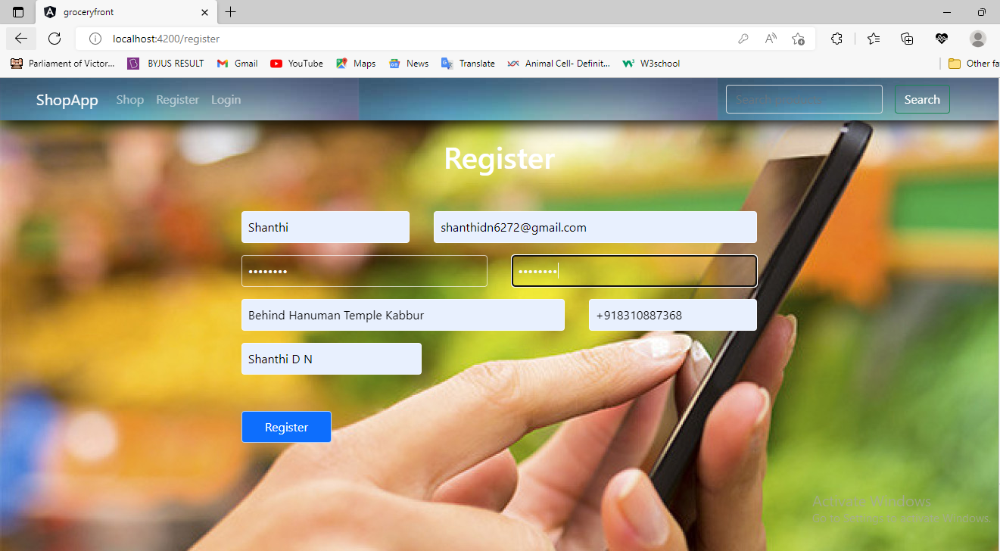 groceryfront
localhost:4200/register
Parliament of Victor... BYJUS RESULT Gmail YouTube Maps News Translate Animal Cell- Definit... W3school Other fa
ShopApp Shop Register Login Search Search
Register
Shanthi shanthidn6272@gmail.com
•••••••• ••••••••
Behind Hanuman Temple Kabbur +918310887368
Shanthi D N
Register
Activate Windows
Go to Settings to activate Windows.